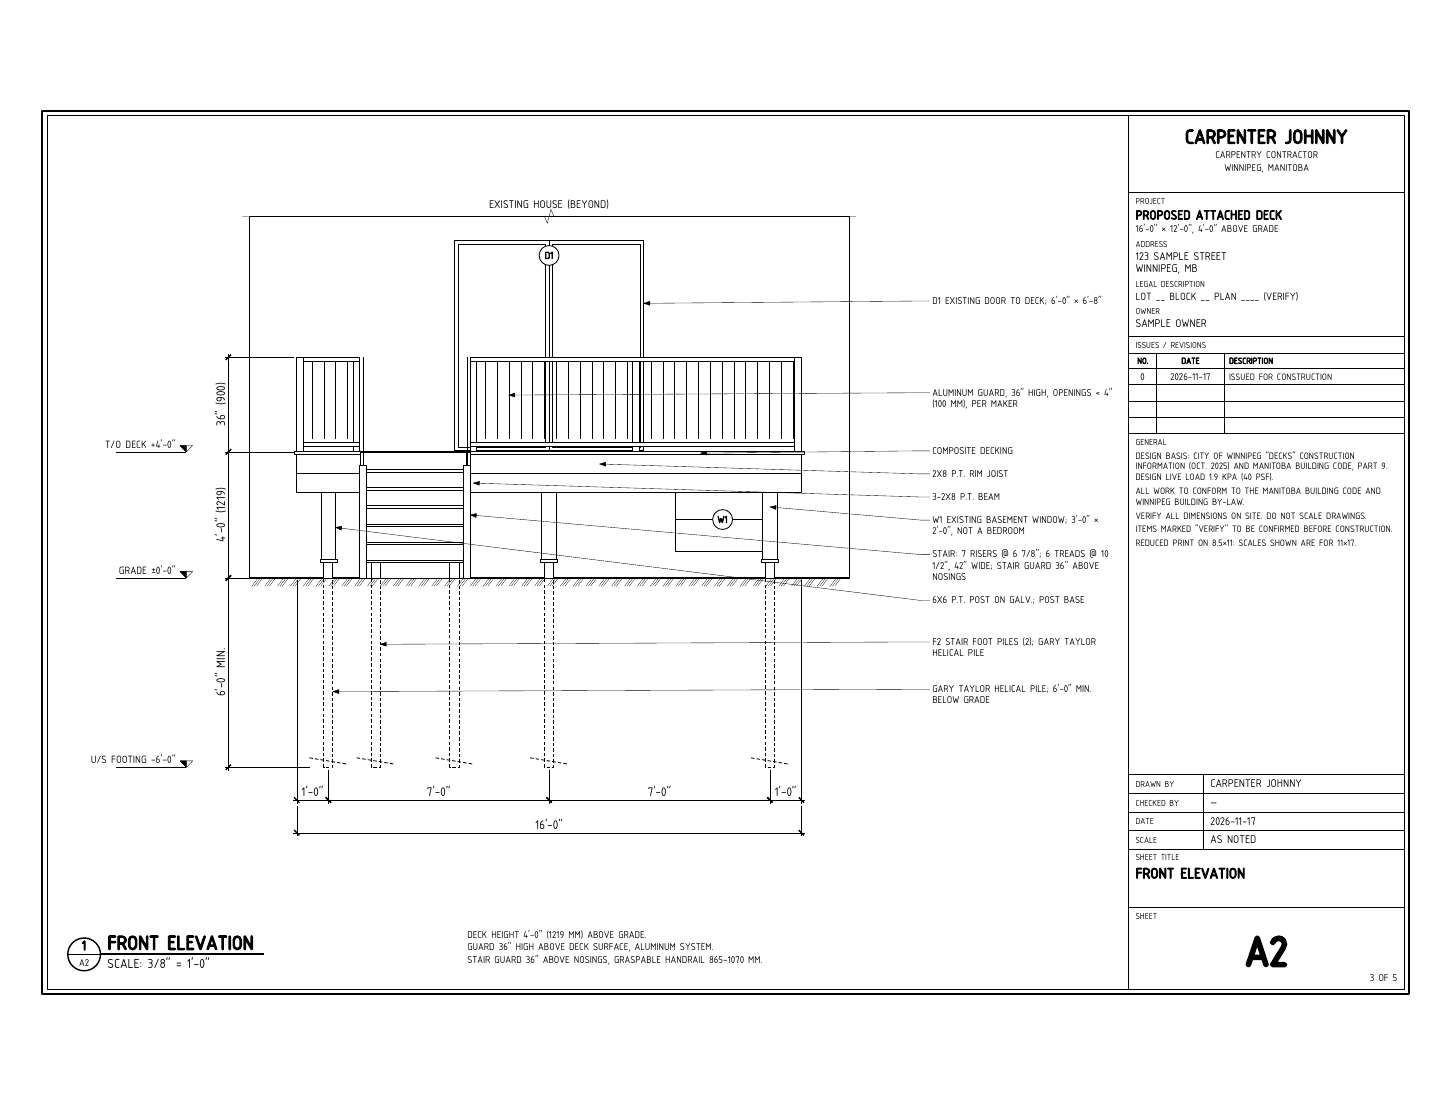 EXISTING HOUSE (BEYOND)
D1
D1 EXISTING DOOR TO DECK; 6'-0" × 6'-8"
36" (900)
ALUMINUM GUARD, 36" HIGH, OPENINGS < 4"
(100 MM), PER MAKER
T/O DECK +4'-0"
COMPOSITE DECKING
2X8 P.T. RIM JOIST
3-2X8 P.T. BEAM
4'-0" (1219)
W1
W1 EXISTING BASEMENT WINDOW; 3'-0" ×
2'-0", NOT A BEDROOM
STAIR: 7 RISERS @ 6 7/8"; 6 TREADS @ 10
1/2", 42" WIDE; STAIR GUARD 36" ABOVE
NOSINGS
GRADE ±0'-0"
6X6 P.T. POST ON GALV.; POST BASE
F2 STAIR FOOT PILES (2); GARY TAYLOR
HELICAL PILE
6'-0" MIN.
GARY TAYLOR HELICAL PILE; 6'-0" MIN.
BELOW GRADE
U/S FOOTING -6'-0"
1'-0"
7'-0"
7'-0"
1'-0"
16'-0"
1
A2
FRONT ELEVATION
SCALE: 3/8" = 1'-0"
DECK HEIGHT 4'-0" (1219 MM) ABOVE GRADE.
GUARD 36" HIGH ABOVE DECK SURFACE, ALUMINUM SYSTEM.
STAIR GUARD 36" ABOVE NOSINGS, GRASPABLE HANDRAIL 865-1070 MM.
CARPENTER JOHNNY
CARPENTRY CONTRACTOR
WINNIPEG, MANITOBA
PROJECT
PROPOSED ATTACHED DECK
16'-0" × 12'-0", 4'-0" ABOVE GRADE
ADDRESS
123 SAMPLE STREET
WINNIPEG, MB
LEGAL DESCRIPTION
LOT __ BLOCK __ PLAN ____ (VERIFY)
OWNER
SAMPLE OWNER
ISSUES / REVISIONS
NO. DATE DESCRIPTION
0 2026-11-17 ISSUED FOR CONSTRUCTION
GENERAL
DESIGN BASIS: CITY OF WINNIPEG "DECKS" CONSTRUCTION
INFORMATION (OCT. 2025) AND MANITOBA BUILDING CODE, PART 9.
DESIGN LIVE LOAD 1.9 KPA (40 PSF).
ALL WORK TO CONFORM TO THE MANITOBA BUILDING CODE AND
WINNIPEG BUILDING BY-LAW.
VERIFY ALL DIMENSIONS ON SITE. DO NOT SCALE DRAWINGS.
ITEMS MARKED "VERIFY" TO BE CONFIRMED BEFORE CONSTRUCTION.
REDUCED PRINT ON 8.5×11: SCALES SHOWN ARE FOR 11×17.
DRAWN BY CARPENTER JOHNNY
CHECKED BY —
DATE 2026-11-17
SCALE AS NOTED
SHEET TITLE
FRONT ELEVATION
SHEET
A2
3 OF 5